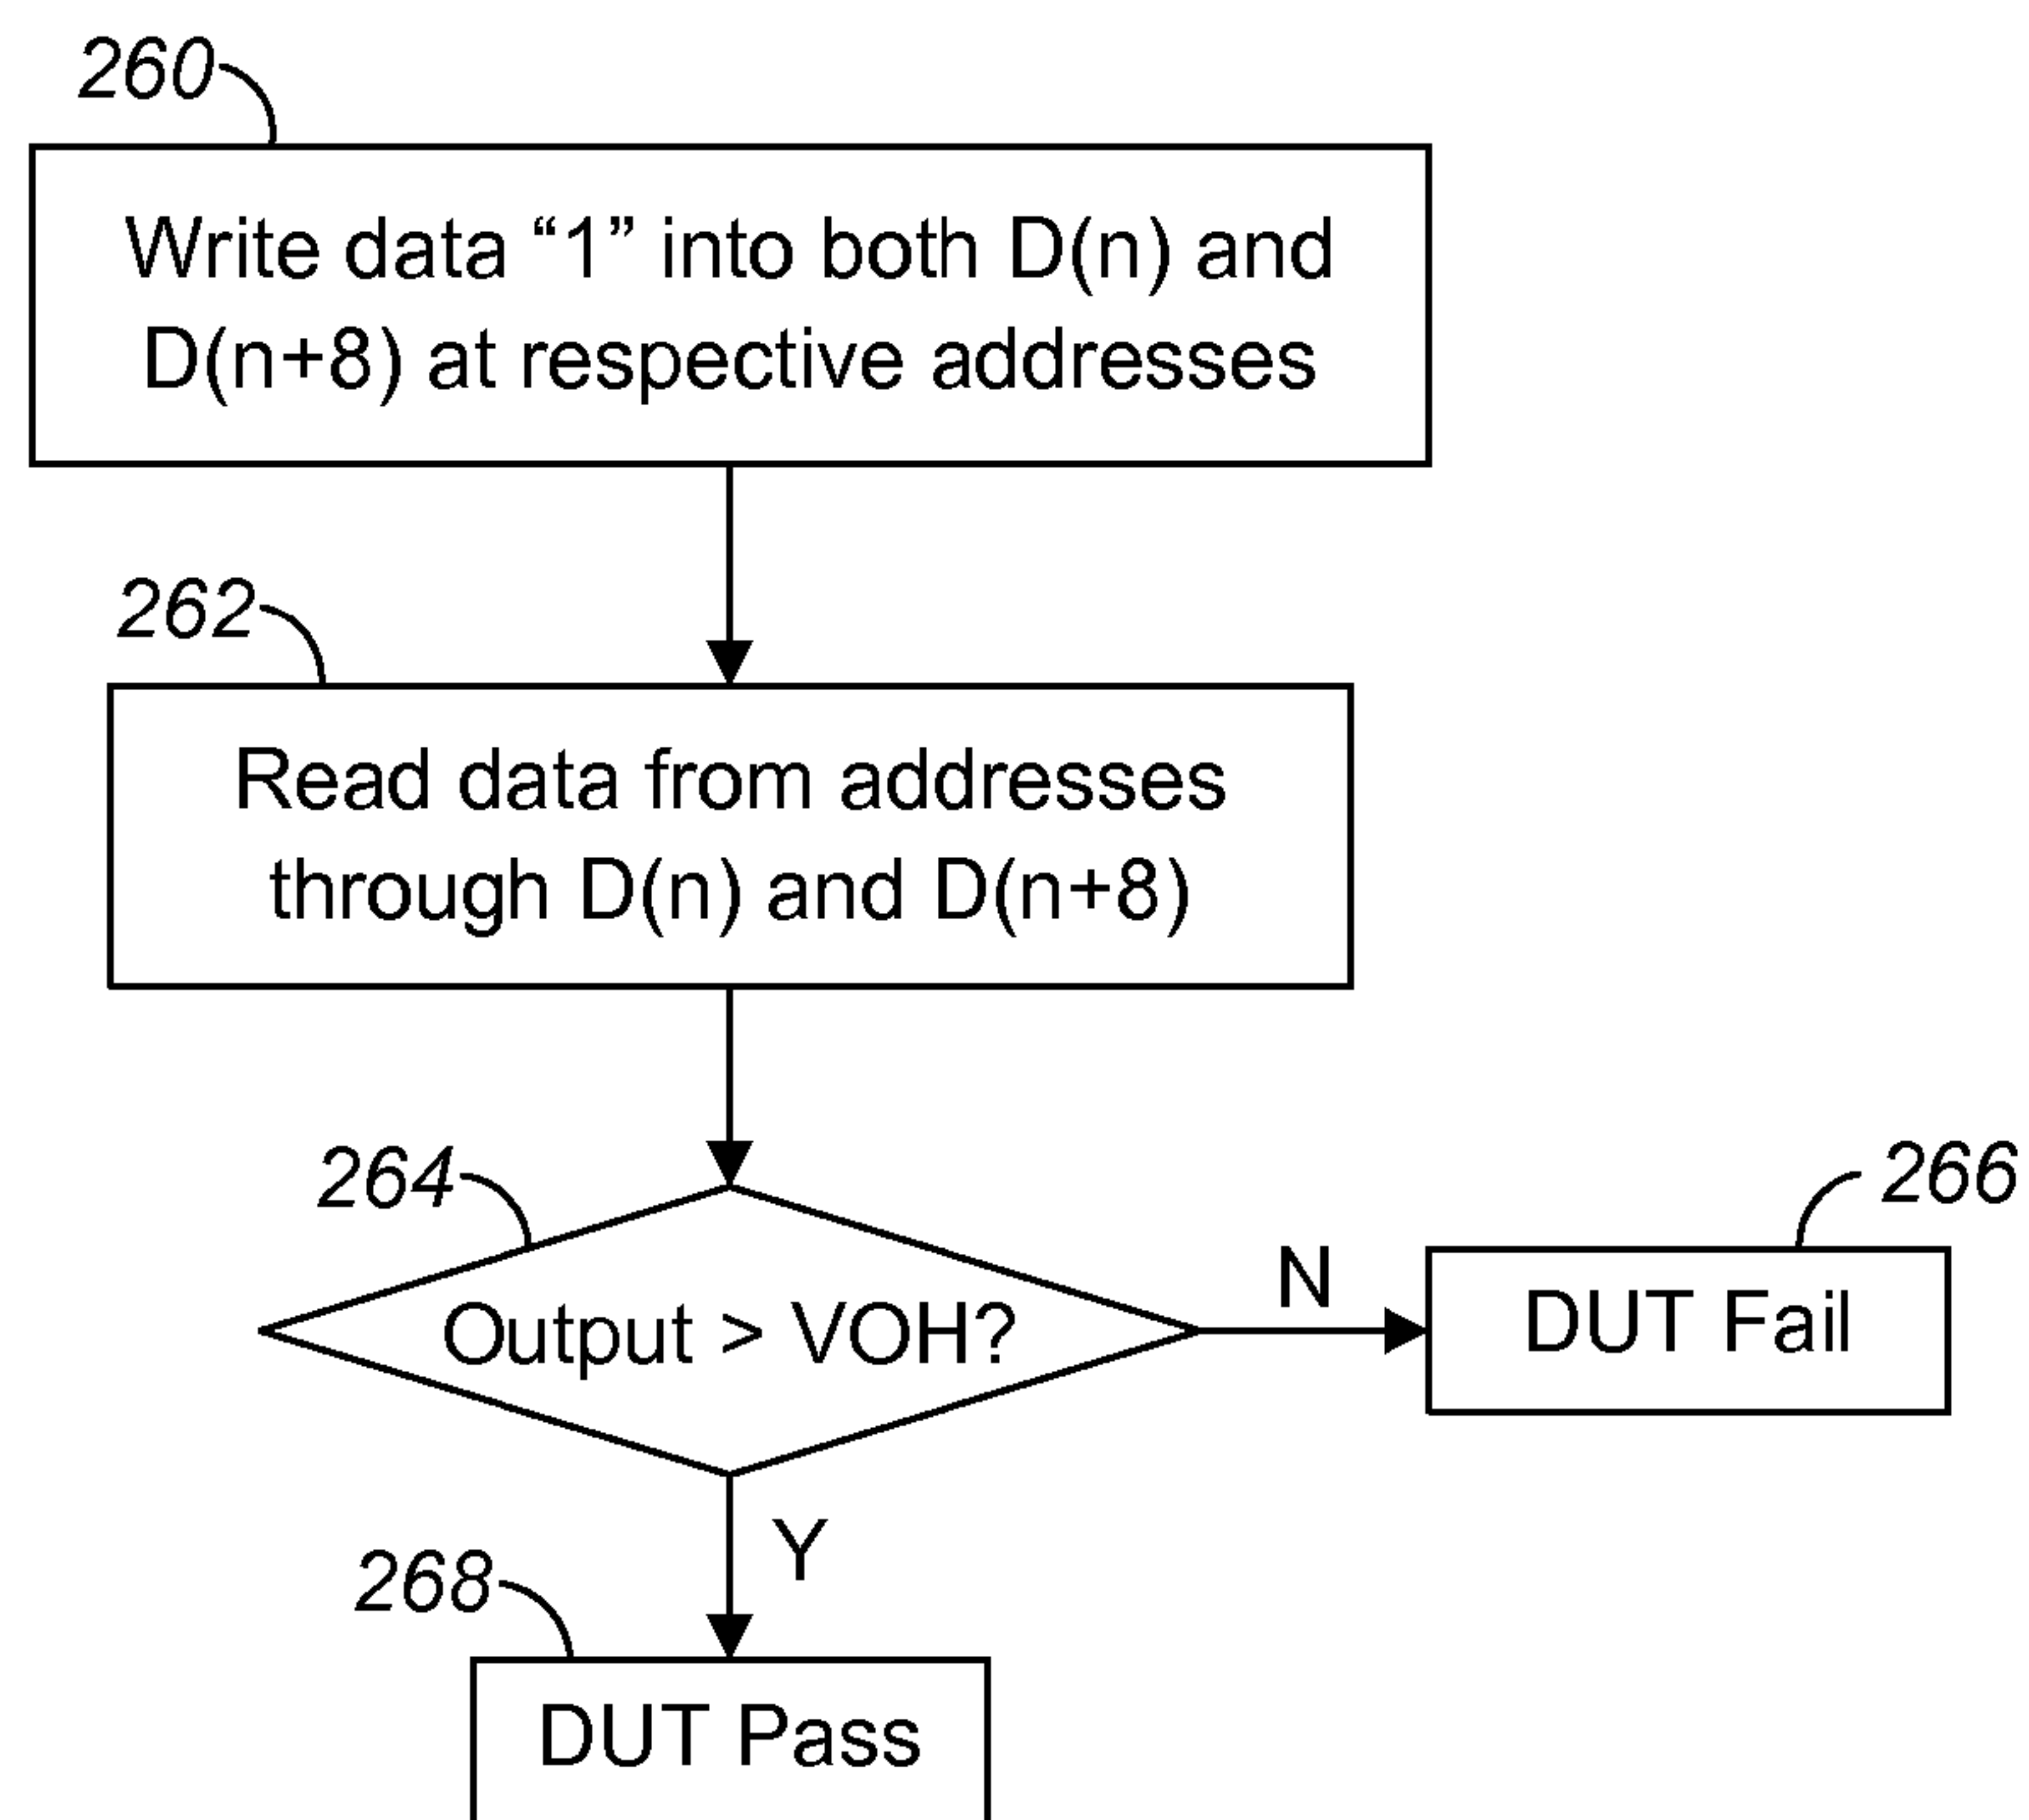 260
Write data “1” into both D(n) and
D(n+8) at respective addresses
262
Read data from addresses
through D(n) and D(n+8)
264
266
Output > VOH?
N
DUT Fail
Y
268
DUT Pass